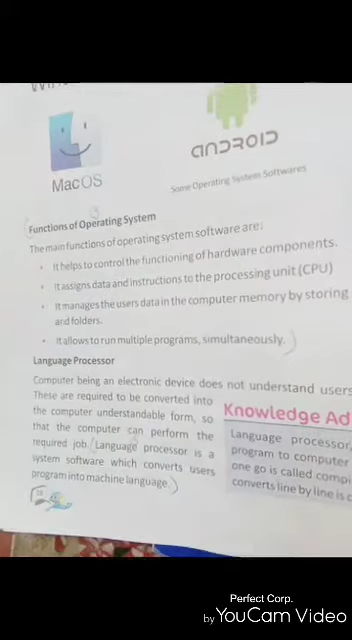 MacOS
ANDROID
Some Operating System Softwares
Functions of Operating System
The main functions of operating system software are:
• It helps to control the functioning of hardware components.
• It assigns data and instructions to the processing unit (CPU)
• It manages the users data in the computer memory by storing
and folders.
• It allows to run multiple programs, simultaneously.
Language Processor
Computer being an electronic device does not understand users
These are required to be converted into
the computer understandable form, so
that the computer can perform the
required job. Language processor is a
system software which converts users
program into machine language.
Knowledge Ad
Language processor,
program to computer
one go is called compi
converts line by line is c
Perfect Corp.
by YouCam Video